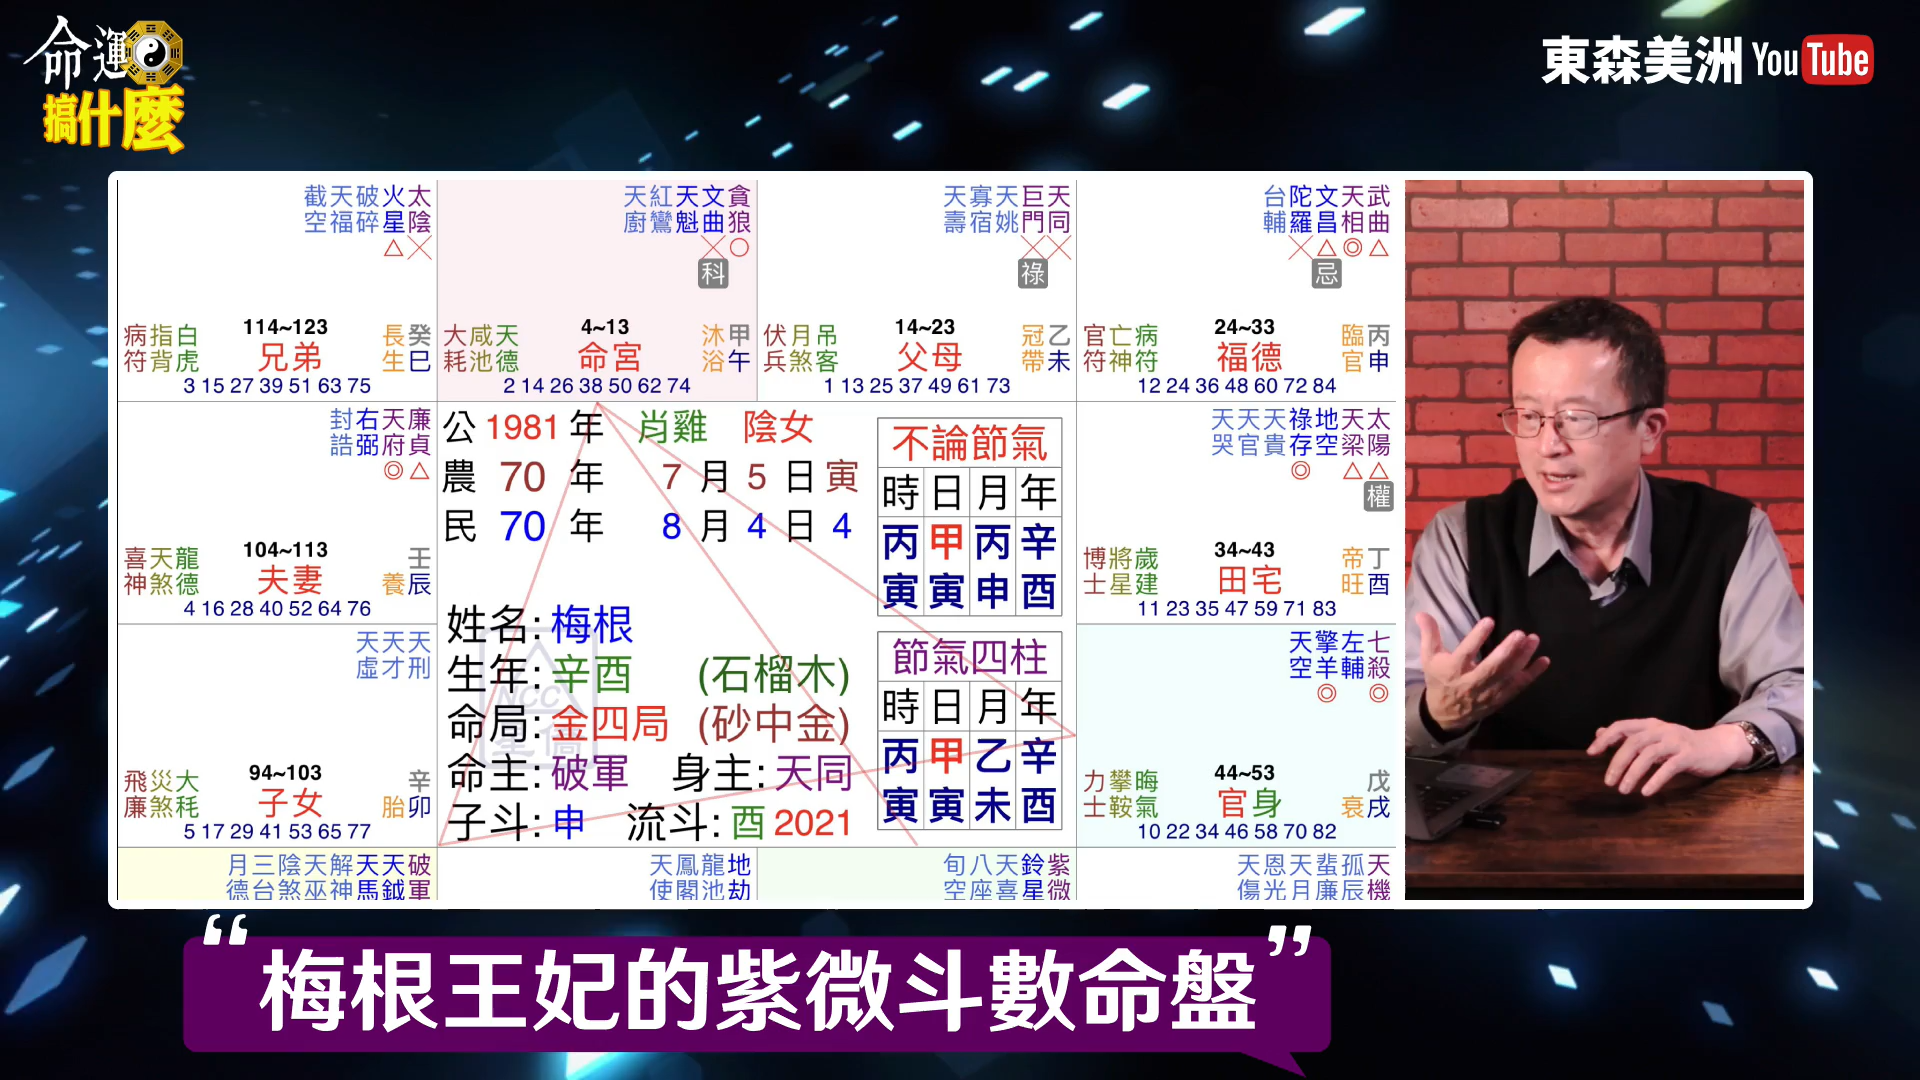 命運
搞什麼
東森美洲 YouTube
截天破火太
空福碎星陰
△╳
病指白
符背虎
114~123
兄弟
長癸
生巳
3 15 27 39 51 63 75
天紅天文貪
廚鸞魁曲狼
╳○
科
大咸天
耗池德
4~13
命宮
沐甲
浴午
2 14 26 38 50 62 74
天寡天巨天
壽宿姚門同
╳╳
祿
伏月吊
兵煞客
14~23
父母
冠乙
帶未
1 13 25 37 49 61 73
台陀文天武
輔羅昌相曲
╳△◎△
忌
官亡病
符神符
24~33
福德
臨丙
官申
12 24 36 48 60 72 84
封右天廉
誥弼府貞
◎△
喜天龍
神煞德
104~113
夫妻
壬
養辰
4 16 28 40 52 64 76
公 1981 年 肖雞 陰女
農 70 年 7 月 5 日 寅
民 70 年 8 月 4 日 4
姓名: 梅根
生年: 辛酉 (石榴木)
命局: 金四局 (砂中金)
命主: 破軍 身主: 天同
子斗: 申 流斗: 酉 2021
NCC
星僑
不論節氣
時日月年
丙甲丙辛
寅寅申酉
節氣四柱
時日月年
丙甲乙辛
寅寅未酉
天天天祿地天太
哭官貴存空梁陽
◎ △△
權
博將歲
士星建
34~43
田宅
帝丁
旺酉
11 23 35 47 59 71 83
天天天
虛才刑
飛災大
廉煞耗
94~103
子女
辛
胎卯
5 17 29 41 53 65 77
天擎左七
空羊輔殺
◎ ◎
力攀晦
士鞍氣
44~53
官身
戊
衰戌
10 22 34 46 58 70 82
月三陰天解天天破
德台煞巫神馬鉞軍
天鳳龍地
使閣池劫
旬八天鈴紫
空座喜星微
天恩天蜚孤天
傷光月廉辰機
“梅根王妃的紫微斗數命盤”